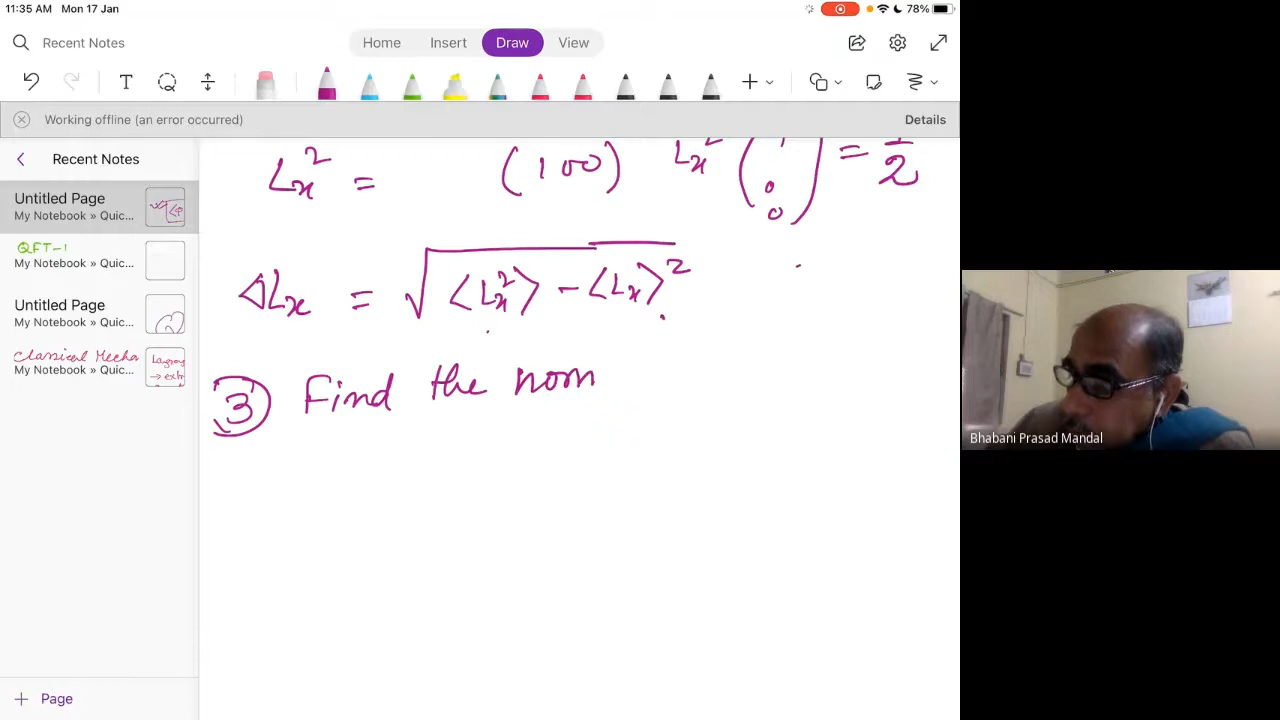 11:35 AM Mon 17 Jan
78%
Recent Notes
Home Insert Draw View
Working offline (an error occurred)
Details
Recent Notes
Untitled Page
My Notebook » Quic...
QFT-1
My Notebook » Quic...
Untitled Page
My Notebook » Quic...
Classical Mecha
My Notebook » Quic...
Lx² = (1 0 0) Lx² (1 0 0) = 1/2
ΔLx = √⟨Lx²⟩ - ⟨Lx⟩²
③ Find the nom
Bhabani Prasad Mandal
+ Page